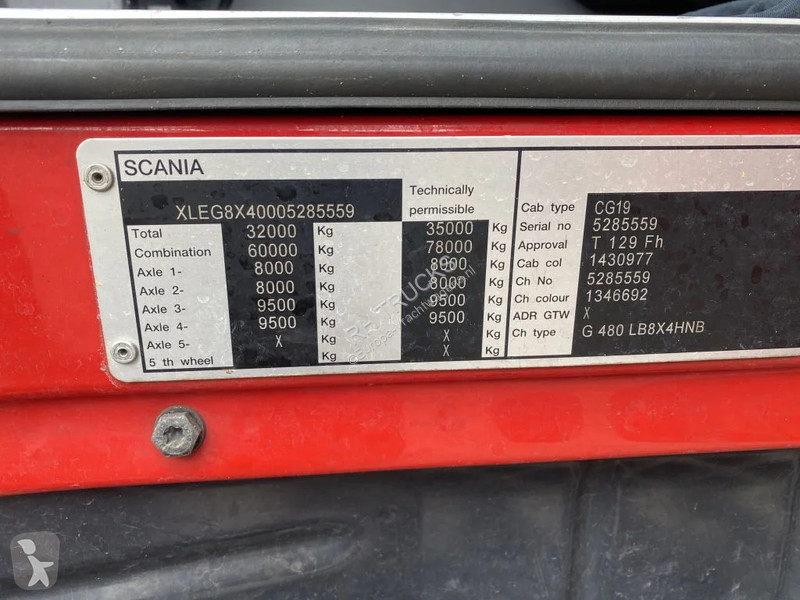 SCANIA
XLEG8X40005285559
Technically
permissible
Total 32000 Kg 35000 Kg
Combination 60000 Kg 78000 Kg
Axle 1- 8000 Kg 8000 Kg
Axle 2- 8000 Kg 8000 Kg
Axle 3- 9500 Kg 9500 Kg
Axle 4- 9500 Kg 9500 Kg
Axle 5- X Kg X Kg
5 th wheel Kg X Kg
Cab type CG19
Serial no 5285559
Approval T 129 Fh
Cab col 1430977
Ch No 5285559
Ch colour 1346692
ADR GTW X
Ch type G 480 LB8X4HNB
R.R. TRUCKS